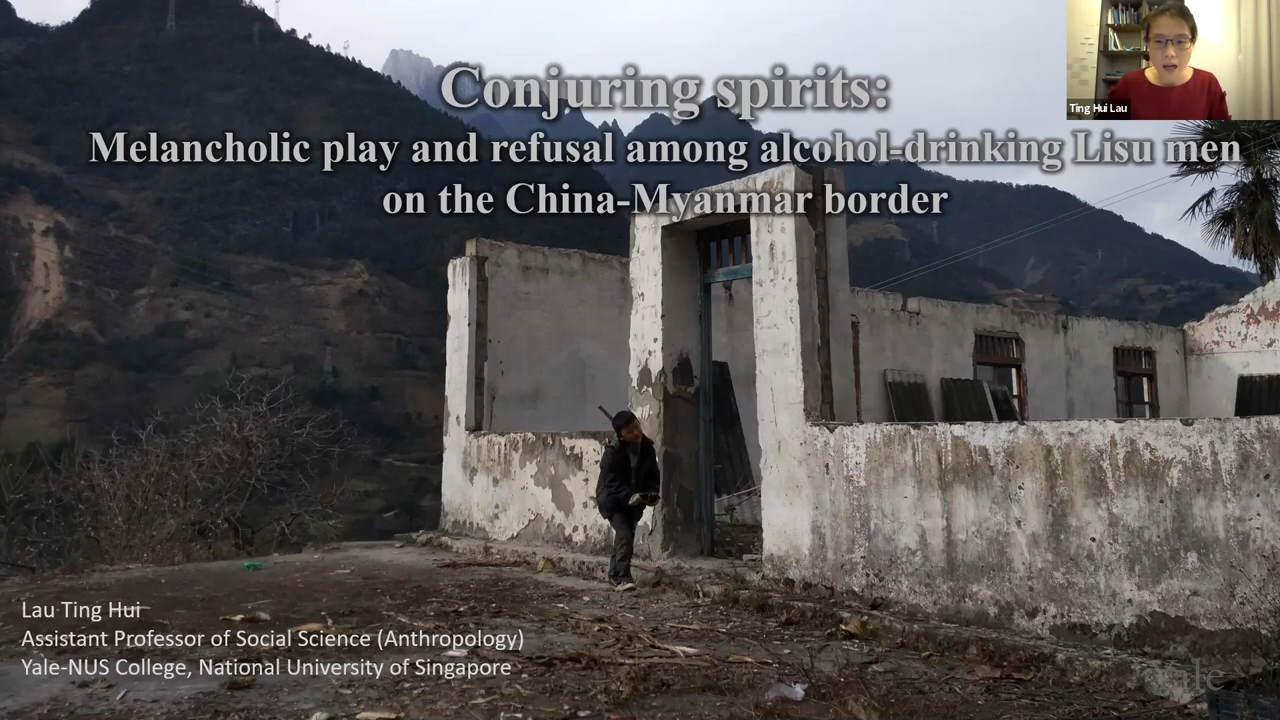 Conjuring spirits:
Melancholic play and refusal among alcohol-drinking Lisu men
on the China-Myanmar border
Ting Hui Lau
Lau Ting Hui
Assistant Professor of Social Science (Anthropology)
Yale-NUS College, National University of Singapore